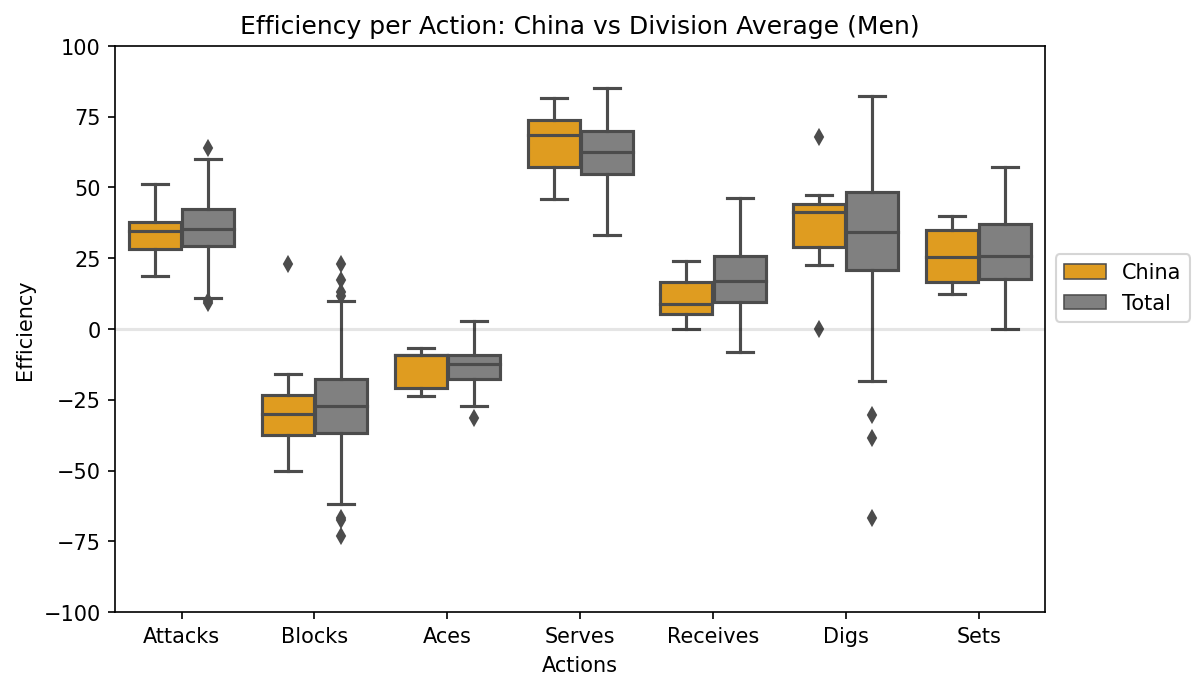 Efficiency per Action: China vs Division Average (Men)
100
75
50
25
0
−25
−50
−75
−100
Efficiency
Attacks Blocks Aces Serves Receives Digs Sets
Actions
China
Total